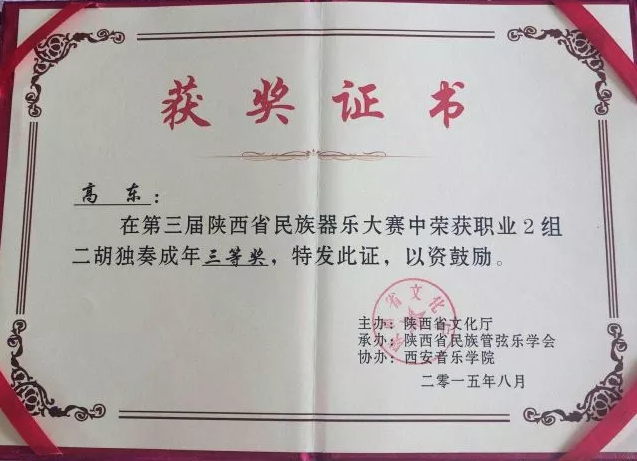 获奖证书
高 东：
在第三届陕西省民族器乐大赛中荣获职业2组
二胡独奏成年三等奖，特发此证，以资鼓励。
主办：陕西省文化厅
承办：陕西省民族管弦乐学会
协办：西安音乐学院
二〇一五年八月